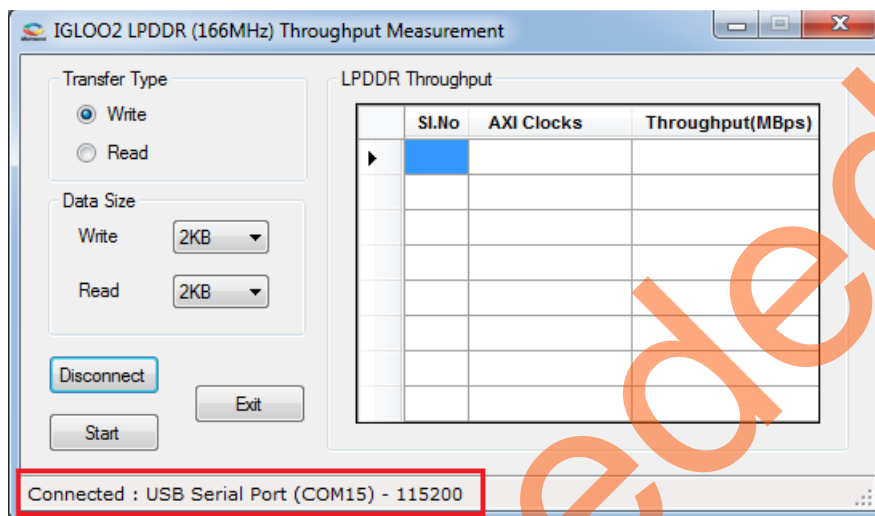 IGLOO2 LPDDR (166MHz) Throughput Measurement
Transfer Type
Write
Read
Data Size
Write 2KB
Read 2KB
Disconnect
Exit
Start
LPDDR Throughput
Sl.No AXI Clocks Throughput(MBps)
Connected : USB Serial Port (COM15) - 115200